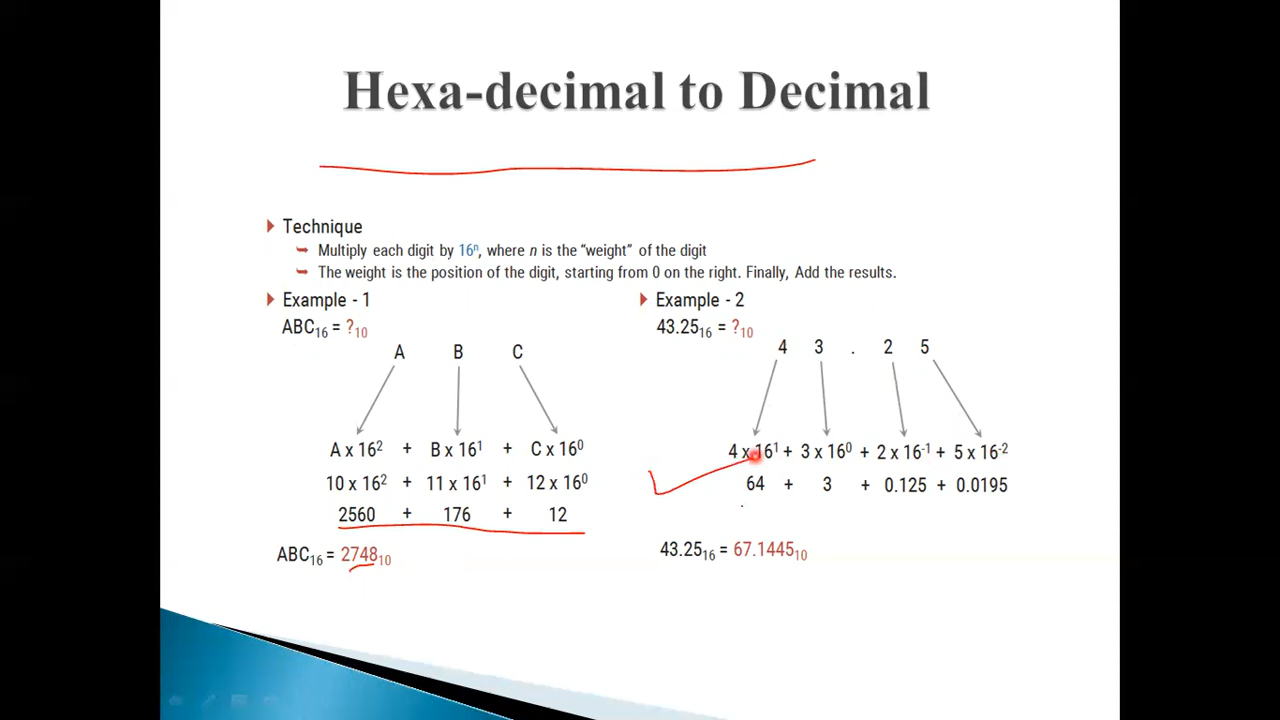 Hexa-decimal to Decimal
Technique
Multiply each digit by 16ⁿ, where n is the “weight” of the digit
The weight is the position of the digit, starting from 0 on the right. Finally, Add the results.
Example - 1
ABC₁₆ = ?₁₀
A B C
A x 16² + B x 16¹ + C x 16⁰
10 x 16² + 11 x 16¹ + 12 x 16⁰
2560 + 176 + 12
ABC₁₆ = 2748₁₀
Example - 2
43.25₁₆ = ?₁₀
4 3 . 2 5
4 x 16¹ + 3 x 16⁰ + 2 x 16⁻¹ + 5 x 16⁻²
64 + 3 + 0.125 + 0.0195
43.25₁₆ = 67.1445₁₀